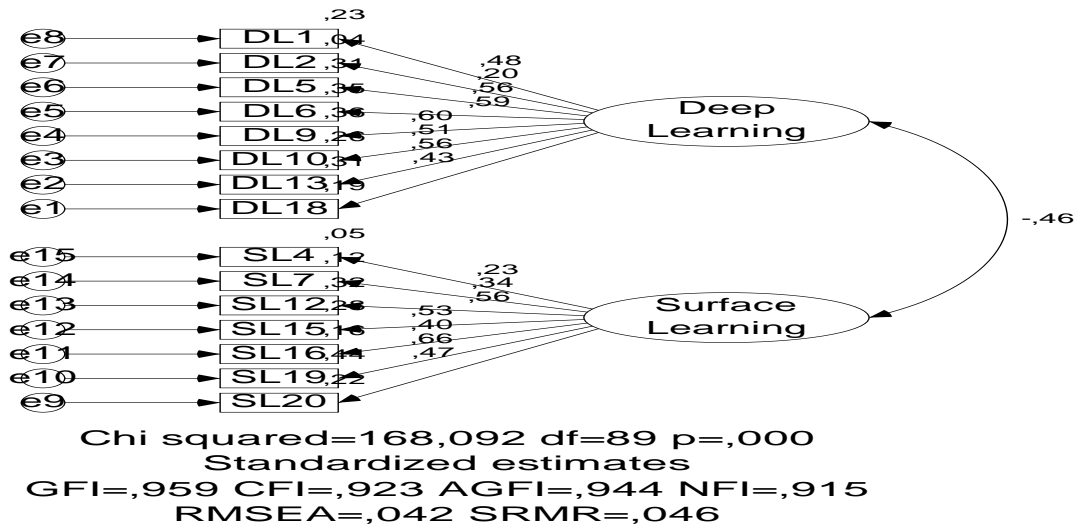 ,23
e8 DL1 ,04
e7 DL2 ,31
e6 DL5 ,35
e5 DL6 ,36
e4 DL9 ,26
e3 DL10 ,31
e2 DL13 ,19
e1 DL18
,48
,20
,56
,59
,60
,51
,56
,43
Deep
Learning
-,46
,05
e15 SL4 ,12
e14 SL7 ,32
e13 SL12 ,28
e12 SL15 ,16
e11 SL16 ,44
e10 SL19 ,22
e9 SL20
,23
,34
,56
,53
,40
,66
,47
Surface
Learning
Chi squared=168,092 df=89 p=,000
Standardized estimates
GFI=,959 CFI=,923 AGFI=,944 NFI=,915
RMSEA=,042 SRMR=,046